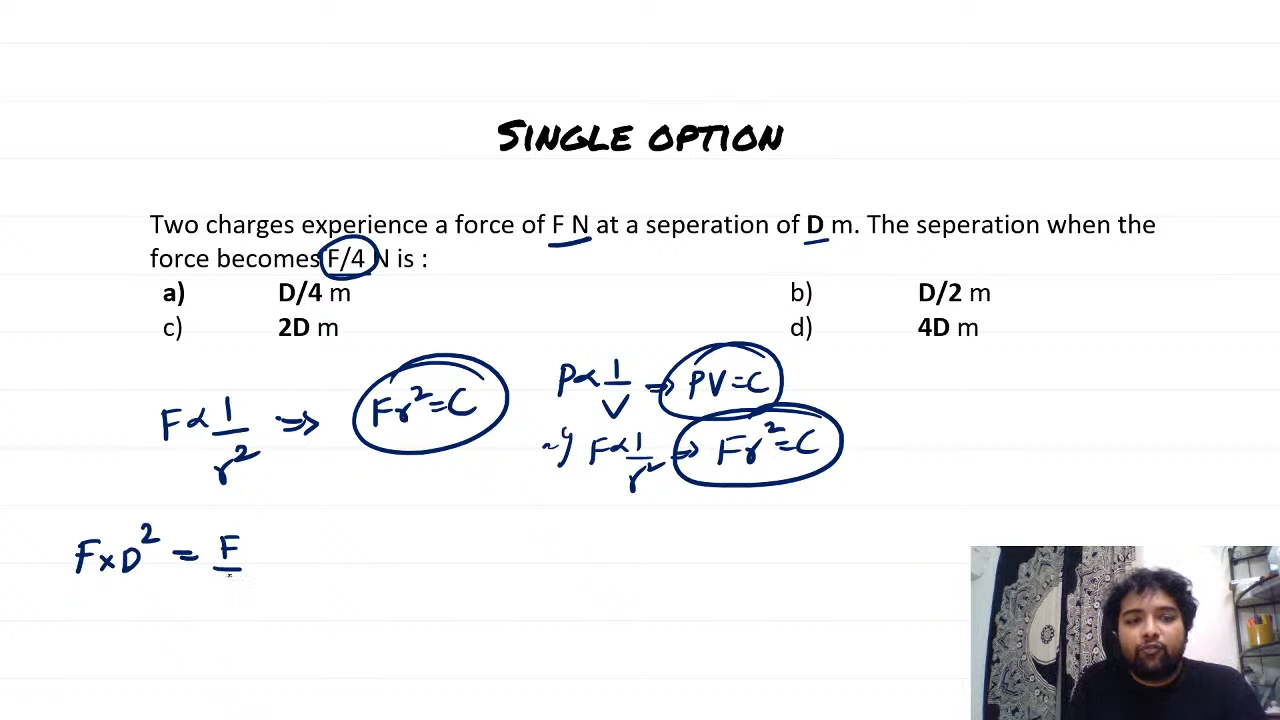 SINGLE OPTION
Two charges experience a force of F N at a seperation of D m. The seperation when the
force becomes F/4 N is :
a) D/4 m b) D/2 m
c) 2D m d) 4D m
F∝1/r² ⇒ Fr²=C
P∝1/V ⇒ PV=C
F∝1/r² ⇒ Fr²=C
F×D² = F